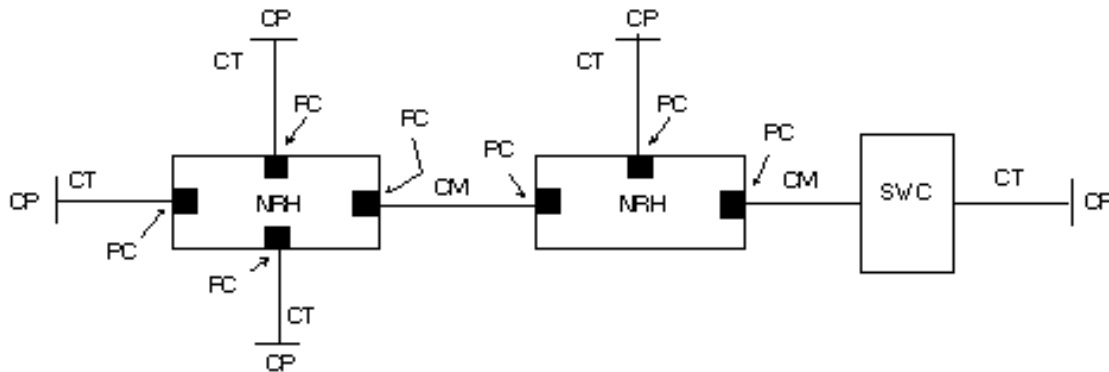 CP CP
CT CT
PC PC PC PC PC
CT CM CM CT
CP NRH NRH SWC CP
PC
PC
CT
CP